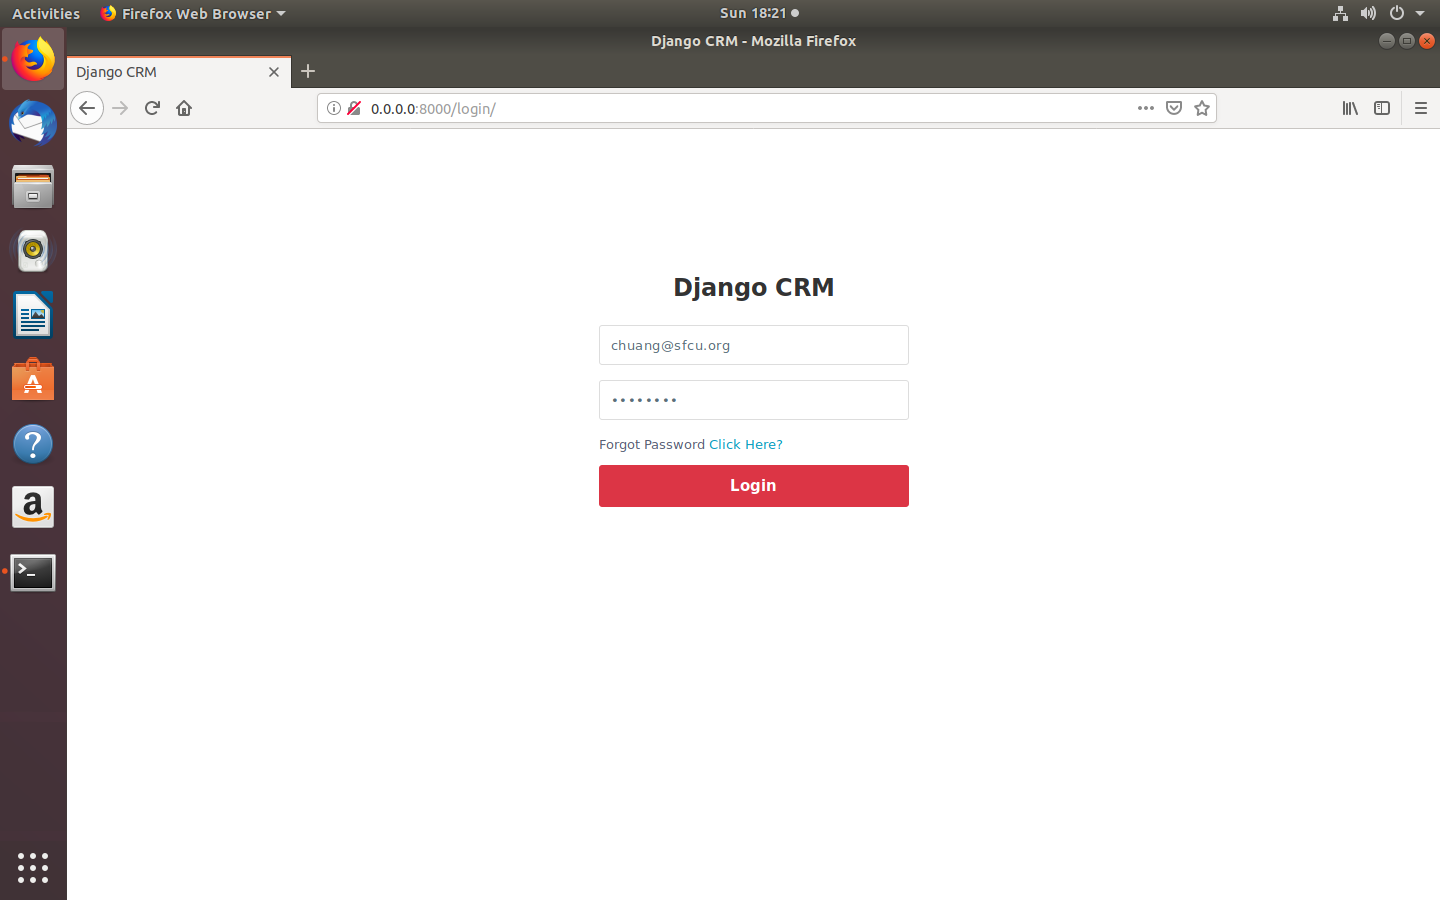 Activities
Firefox Web Browser
Sun 18:21
Django CRM - Mozilla Firefox
Django CRM
0.0.0.0:8000/login/
Django CRM
chuang@sfcu.org
••••••••
Forgot Password Click Here?
Login